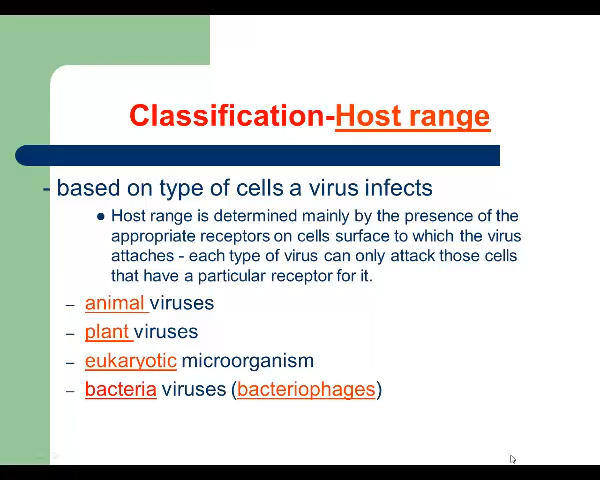 Classification-Host range
- based on type of cells a virus infects
● Host range is determined mainly by the presence of the
appropriate receptors on cells surface to which the virus
attaches - each type of virus can only attack those cells
that have a particular receptor for it.
– animal viruses
– plant viruses
– eukaryotic microorganism
– bacteria viruses (bacteriophages)